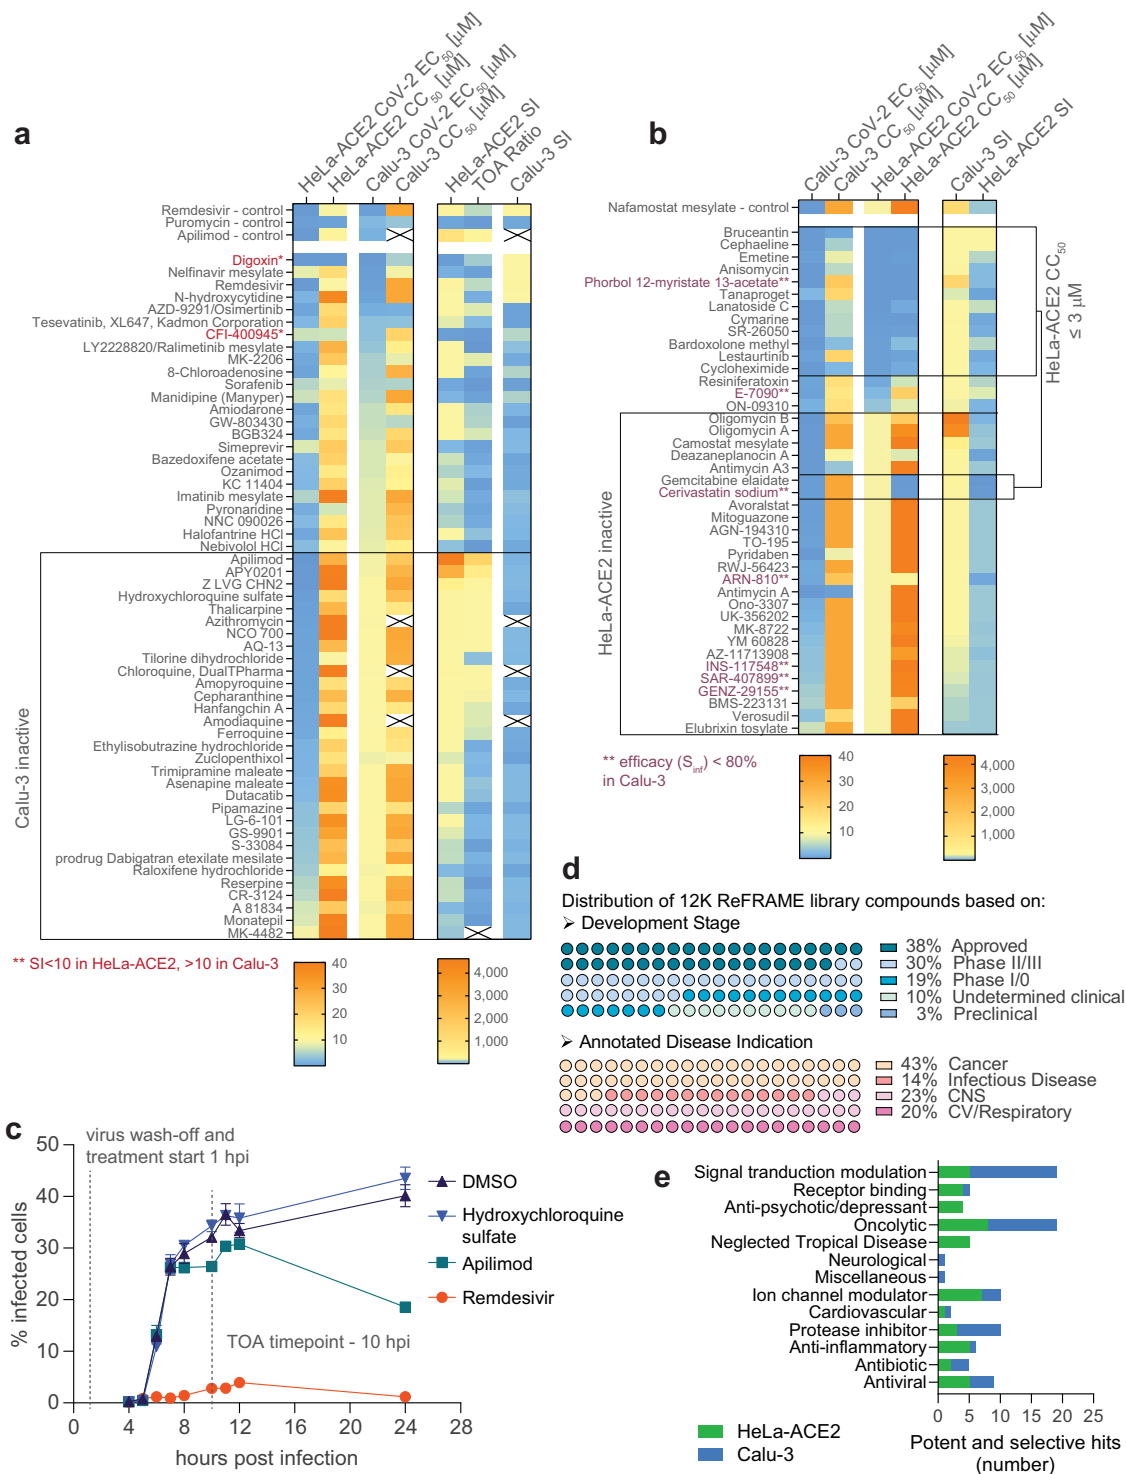 a
HeLa-ACE2 CoV-2 EC50 [µM]
HeLa-ACE2 CC50 [µM]
Calu-3 CoV-2 EC50 [µM]
Calu-3 CC50 [µM]
HeLa-ACE2 SI
TOA Ratio
Calu-3 SI
Remdesivir - control
Puromycin - control
Apilimod - control
Digoxin*
Nelfinavir mesylate
Remdesivir
N-hydroxycytidine
AZD-9291/Osimertinib
Tesevatinib, XL647, Kadmon Corporation
CFI-400945*
LY2228820/Ralimetinib mesylate
MK-2206
8-Chloroadenosine
Sorafenib
Manidipine (Manyper)
Amiodarone
GW-803430
BGB324
Simeprevir
Bazedoxifene acetate
Ozanimod
KC 11404
Imatinib mesylate
Pyronaridine
NNC 090026
Halofantrine HCl
Nebivolol HCl
Calu-3 inactive
Apilimod
APY0201
Z LVG CHN2
Hydroxychloroquine sulfate
Thalicarpine
Azithromycin
NCO 700
AQ-13
Tilorine dihydrochloride
Chloroquine, DualTPharma
Amopyroquine
Cepharanthine
Hanfangchin A
Amodiaquine
Ferroquine
Ethylisobutrazine hydrochloride
Zuclopenthixol
Trimipramine maleate
Asenapine maleate
Dutacatib
Pipamazine
LG-6-101
GS-9901
S-33084
prodrug Dabigatran etexilate mesilate
Raloxifene hydrochloride
Reserpine
CR-3124
A 81834
Monatepil
MK-4482
** SI<10 in HeLa-ACE2, >10 in Calu-3
40
30
20
10
4,000
3,000
2,000
1,000
b
Calu-3 CoV-2 EC50 [µM]
Calu-3 CC50 [µM]
HeLa-ACE2 CoV-2 EC50 [µM]
HeLa-ACE2 CC50 [µM]
Calu-3 SI
HeLa-ACE2 SI
Nafamostat mesylate - control
Bruceantin
Cephaeline
Emetine
Anisomycin
Phorbol 12-myristate 13-acetate**
Tanaproget
Lanatoside C
Cymarine
SR-26050
Bardoxolone methyl
Lestaurtinib
Cycloheximide
Resiniferatoxin
E-7090**
ON-09310
HeLa-ACE2 CC50
≤ 3 µM
HeLa-ACE2 inactive
Oligomycin B
Oligomycin A
Camostat mesylate
Deazaneplanocin A
Antimycin A3
Gemcitabine elaidate
Cerivastatin sodium**
Avoralstat
Mitoguazone
AGN-194310
TO-195
Pyridaben
RWJ-56423
ARN-810**
Antimycin A
Ono-3307
UK-356202
MK-8722
YM 60828
AZ-11713908
INS-117548**
SAR-407899**
GENZ-29155**
BMS-223131
Verosudil
Elubrixin tosylate
** efficacy (Sinf) < 80%
in Calu-3
40
30
20
10
4,000
3,000
2,000
1,000
d
Distribution of 12K ReFRAME library compounds based on:
➢ Development Stage
38% Approved
30% Phase II/III
19% Phase I/0
10% Undetermined clinical
3% Preclinical
➢ Annotated Disease Indication
43% Cancer
14% Infectious Disease
23% CNS
20% CV/Respiratory
c
virus wash-off and
treatment start 1 hpi
50
40
30
20
10
0
% infected cells
DMSO
Hydroxychloroquine
sulfate
Apilimod
Remdesivir
TOA timepoint - 10 hpi
0 4 8 12 16 20 24 28
hours post infection
e
Signal tranduction modulation
Receptor binding
Anti-psychotic/depressant
Oncolytic
Neglected Tropical Disease
Neurological
Miscellaneous
Ion channel modulator
Cardiovascular
Protease inhibitor
Anti-inflammatory
Antibiotic
Antiviral
0 5 10 15 20 25
HeLa-ACE2
Calu-3
Potent and selective hits
(number)